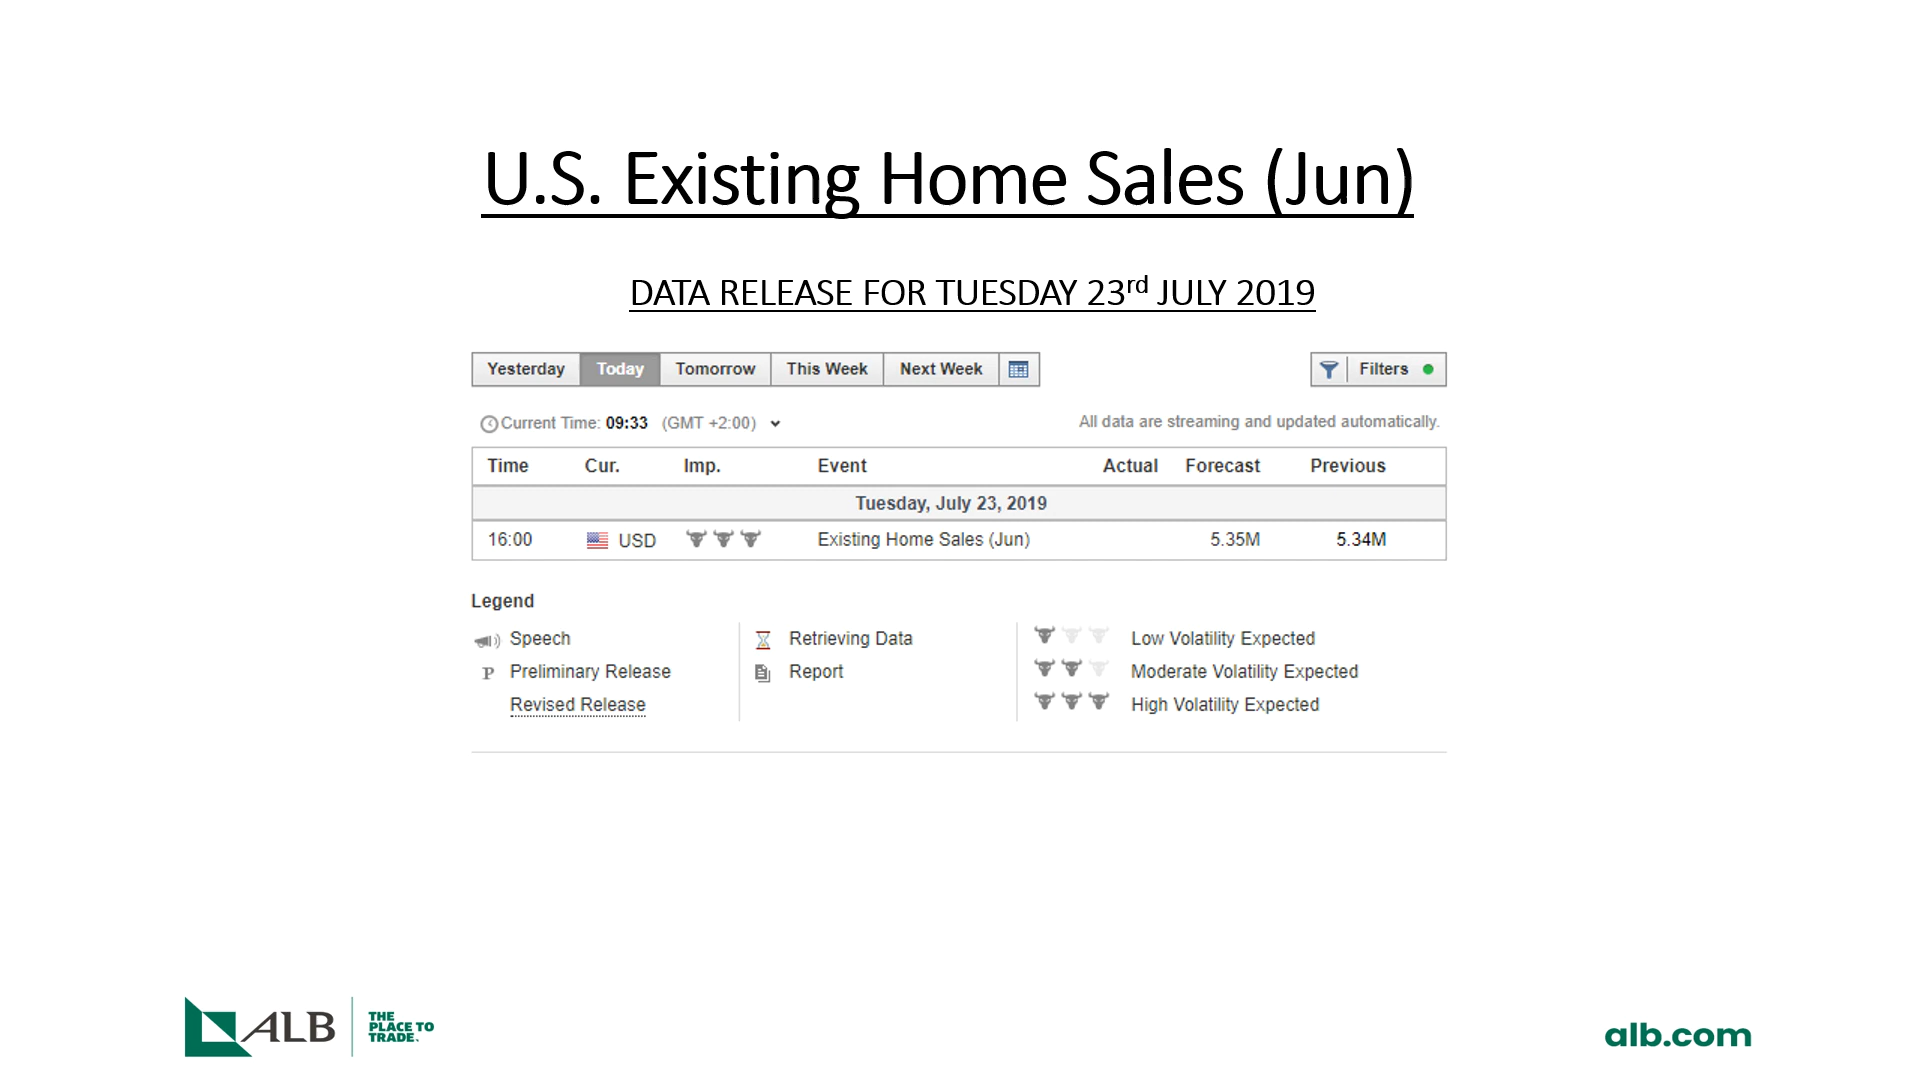 U.S. Existing Home Sales (Jun)
DATA RELEASE FOR TUESDAY 23rd JULY 2019
Yesterday Today Tomorrow This Week Next Week Filters
Current Time: 09:33 (GMT +2:00) All data are streaming and updated automatically.
Time Cur. Imp. Event Actual Forecast Previous
Tuesday, July 23, 2019
16:00 USD Existing Home Sales (Jun) 5.35M 5.34M
Legend
Speech Retrieving Data Low Volatility Expected
P Preliminary Release Report Moderate Volatility Expected
Revised Release High Volatility Expected
ALB
THE
PLACE TO
TRADE.
alb.com